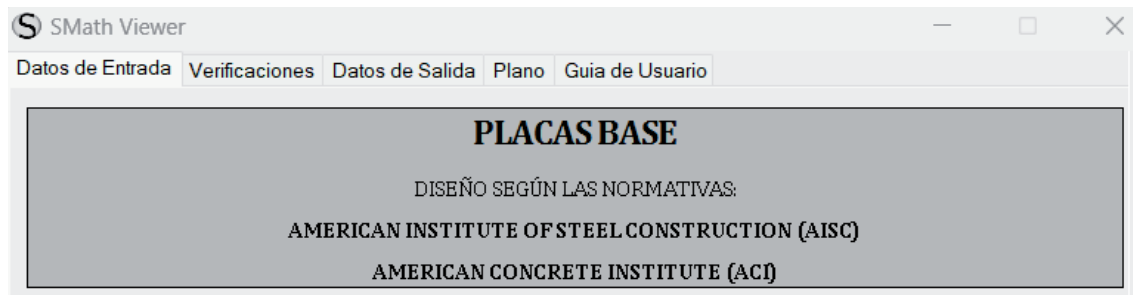 SMath Viewer
Datos de Entrada Verificaciones Datos de Salida Plano Guia de Usuario
PLACAS BASE
DISEÑO SEGÚN LAS NORMATIVAS:
AMERICAN INSTITUTE OF STEEL CONSTRUCTION (AISC)
AMERICAN CONCRETE INSTITUTE (ACI)